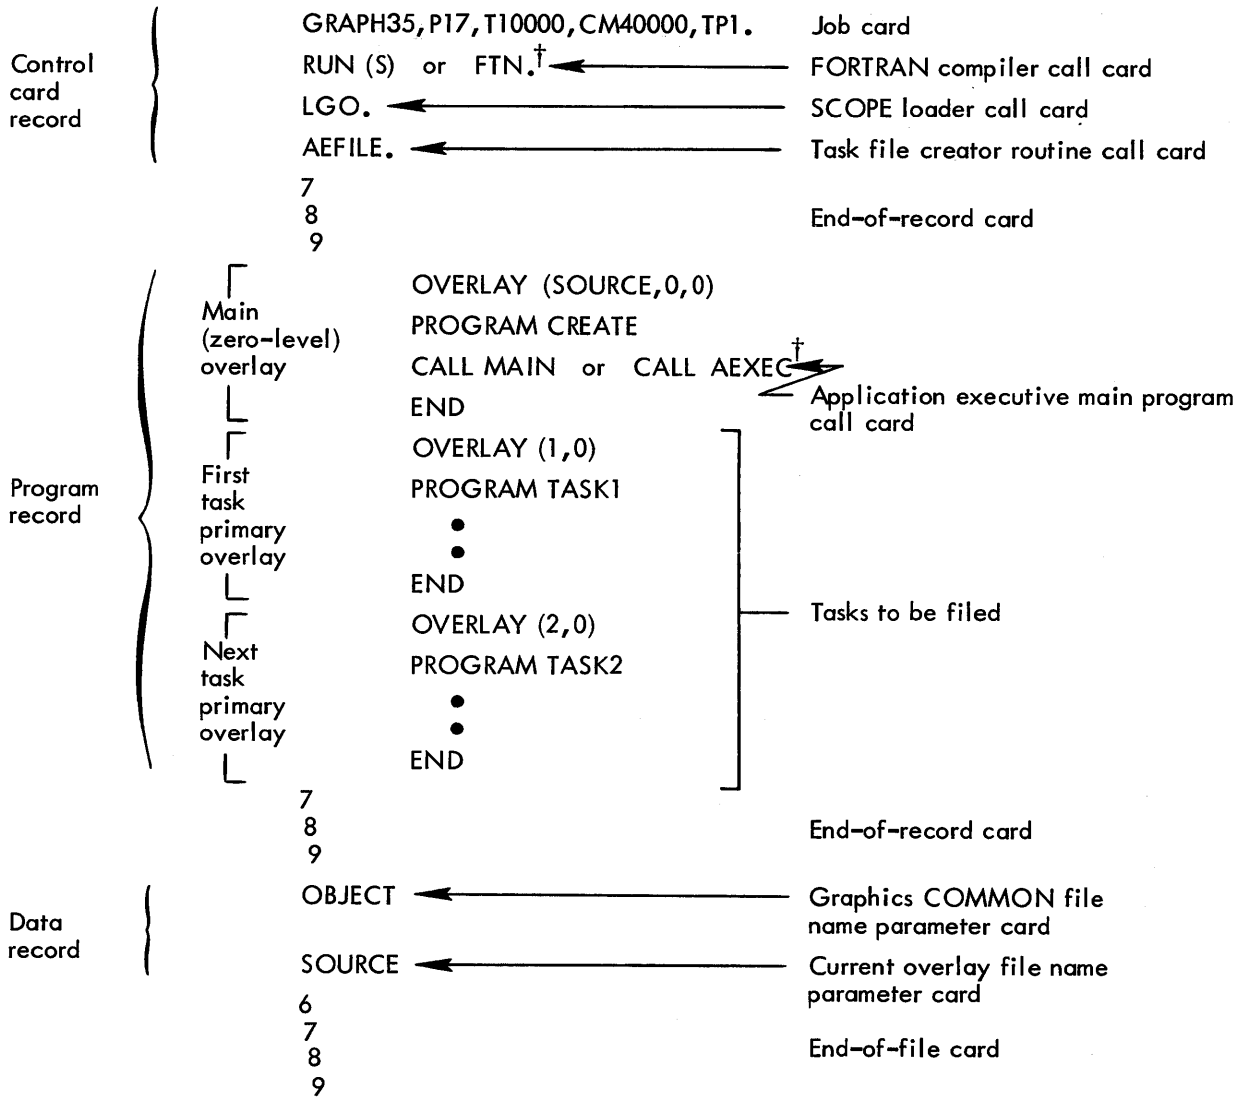 GRAPH35,P17,T10000,CM40000,TP1. Job card
Control card record
RUN (S) or FTN.† FORTRAN compiler call card
LGO. SCOPE loader call card
AEFILE. Task file creator routine call card
7
8 End-of-record card
9
Program record
Main (zero-level) overlay
OVERLAY (SOURCE,0,0)
PROGRAM CREATE
CALL MAIN or CALL AEXEC†
Application executive main program
call card
END
First task primary overlay
OVERLAY (1,0)
PROGRAM TASK1
•
•
END
Tasks to be filed
Next task primary overlay
OVERLAY (2,0)
PROGRAM TASK2
•
•
END
7
8 End-of-record card
9
Data record
OBJECT Graphics COMMON file
name parameter card
SOURCE Current overlay file name
parameter card
6
7
8 End-of-file card
9